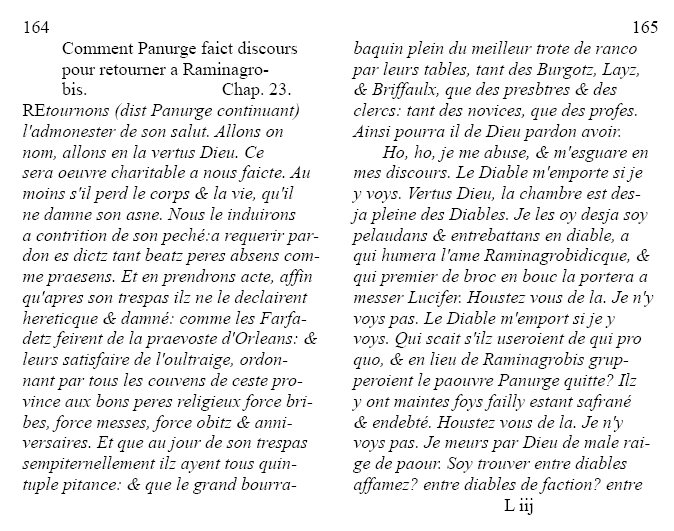 164
Comment Panurge faict discours
pour retourner a Raminagro-
bis. Chap. 23.
REtournons (dist Panurge continuant)
l'admonester de son salut. Allons on
nom, allons en la vertus Dieu. Ce
sera oeuvre charitable a nous faicte. Au
moins s'il perd le corps & la vie, qu'il
ne damne son asne. Nous le induirons
a contrition de son peché:a requerir par-
don es dictz tant beatz peres absens com-
me praesens. Et en prendrons acte, affin
qu'apres son trespas ilz ne le declairent
hereticque & damné: comme les Farfa-
detz feirent de la praevoste d'Orleans: &
leurs satisfaire de l'oultraige, ordon-
nant par tous les couvens de ceste pro-
vince aux bons peres religieux force bri-
bes, force messes, force obitz & anni-
versaires. Et que au jour de son trespas
sempiternellement ilz ayent tous quin-
tuple pitance: & que le grand bourra-
165
baquin plein du meilleur trote de ranco
par leurs tables, tant des Burgotz, Layz,
& Briffaulx, que des presbtres & des
clercs: tant des novices, que des profes.
Ainsi pourra il de Dieu pardon avoir.
Ho, ho, je me abuse, & m'esguare en
mes discours. Le Diable m'emporte si je
y voys. Vertus Dieu, la chambre est des-
ja pleine des Diables. Je les oy desja soy
pelaudans & entrebattans en diable, a
qui humera l'ame Raminagrobidicque, &
qui premier de broc en bouc la portera a
messer Lucifer. Houstez vous de la. Je n'y
voys pas. Le Diable m'emport si je y
voys. Qui scait s'ilz useroient de qui pro
quo, & en lieu de Raminagrobis grup-
peroient le paouvre Panurge quitte? Ilz
y ont maintes foys failly estant safrané
& endebté. Houstez vous de la. Je n'y
voys pas. Je meurs par Dieu de male rai-
ge de paour. Soy trouver entre diables
affamez? entre diables de faction? entre
L iij